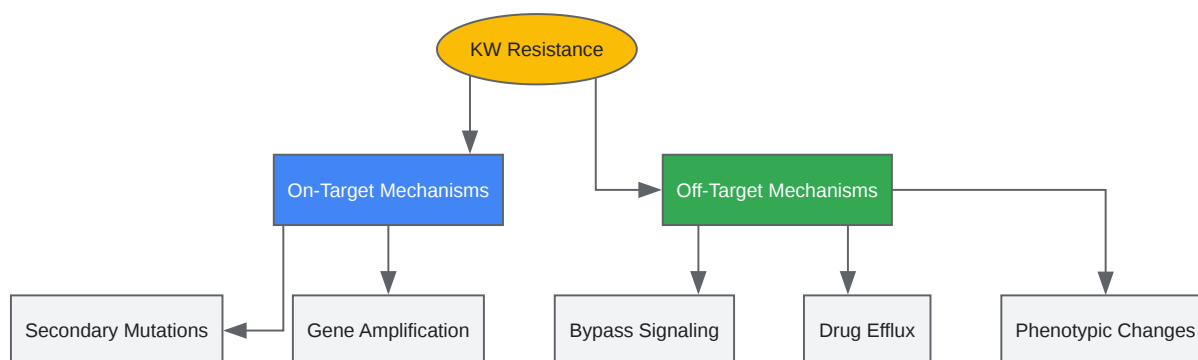 KW Resistance
On-Target Mechanisms
Off-Target Mechanisms
Secondary Mutations
Gene Amplification
Bypass Signaling
Drug Efflux
Phenotypic Changes